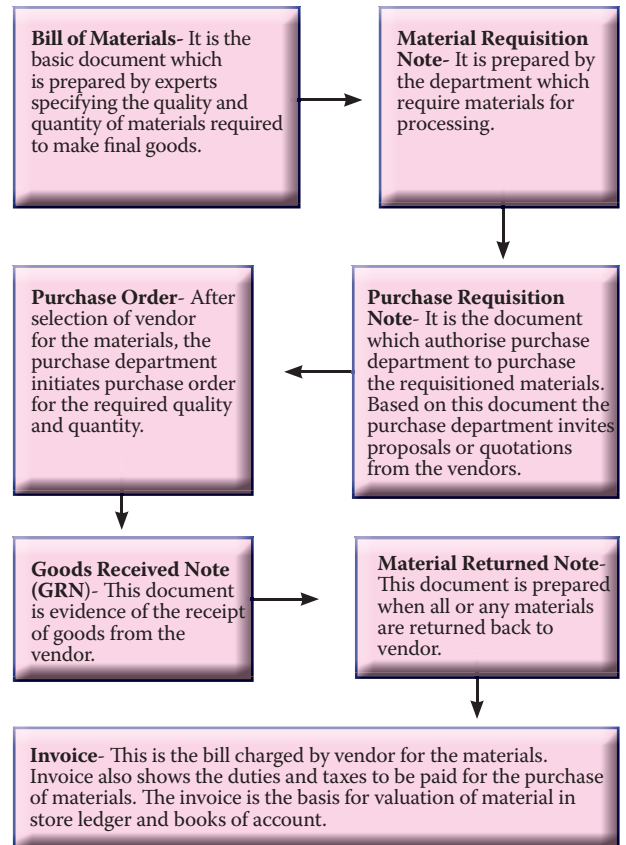 Bill of Materials- It is the
basic document which
is prepared by experts
specifying the quality and
quantity of materials required
to make final goods.
Material Requisition
Note- It is prepared by
the department which
require materials for
processing.
Purchase Requisition
Note- It is the document
which authorise purchase
department to purchase
the requisitioned materials.
Based on this document the
purchase department invites
proposals or quotations
from the vendors.
Purchase Order- After
selection of vendor
for the materials, the
purchase department
initiates purchase order
for the required quality
and quantity.
Goods Received Note
(GRN)- This document
is evidence of the receipt
of goods from the
vendor.
Material Returned Note-
This document is prepared
when all or any materials
are returned back to
vendor.
Invoice- This is the bill charged by vendor for the materials.
Invoice also shows the duties and taxes to be paid for the purchase
of materials. The invoice is the basis for valuation of material in
store ledger and books of account.